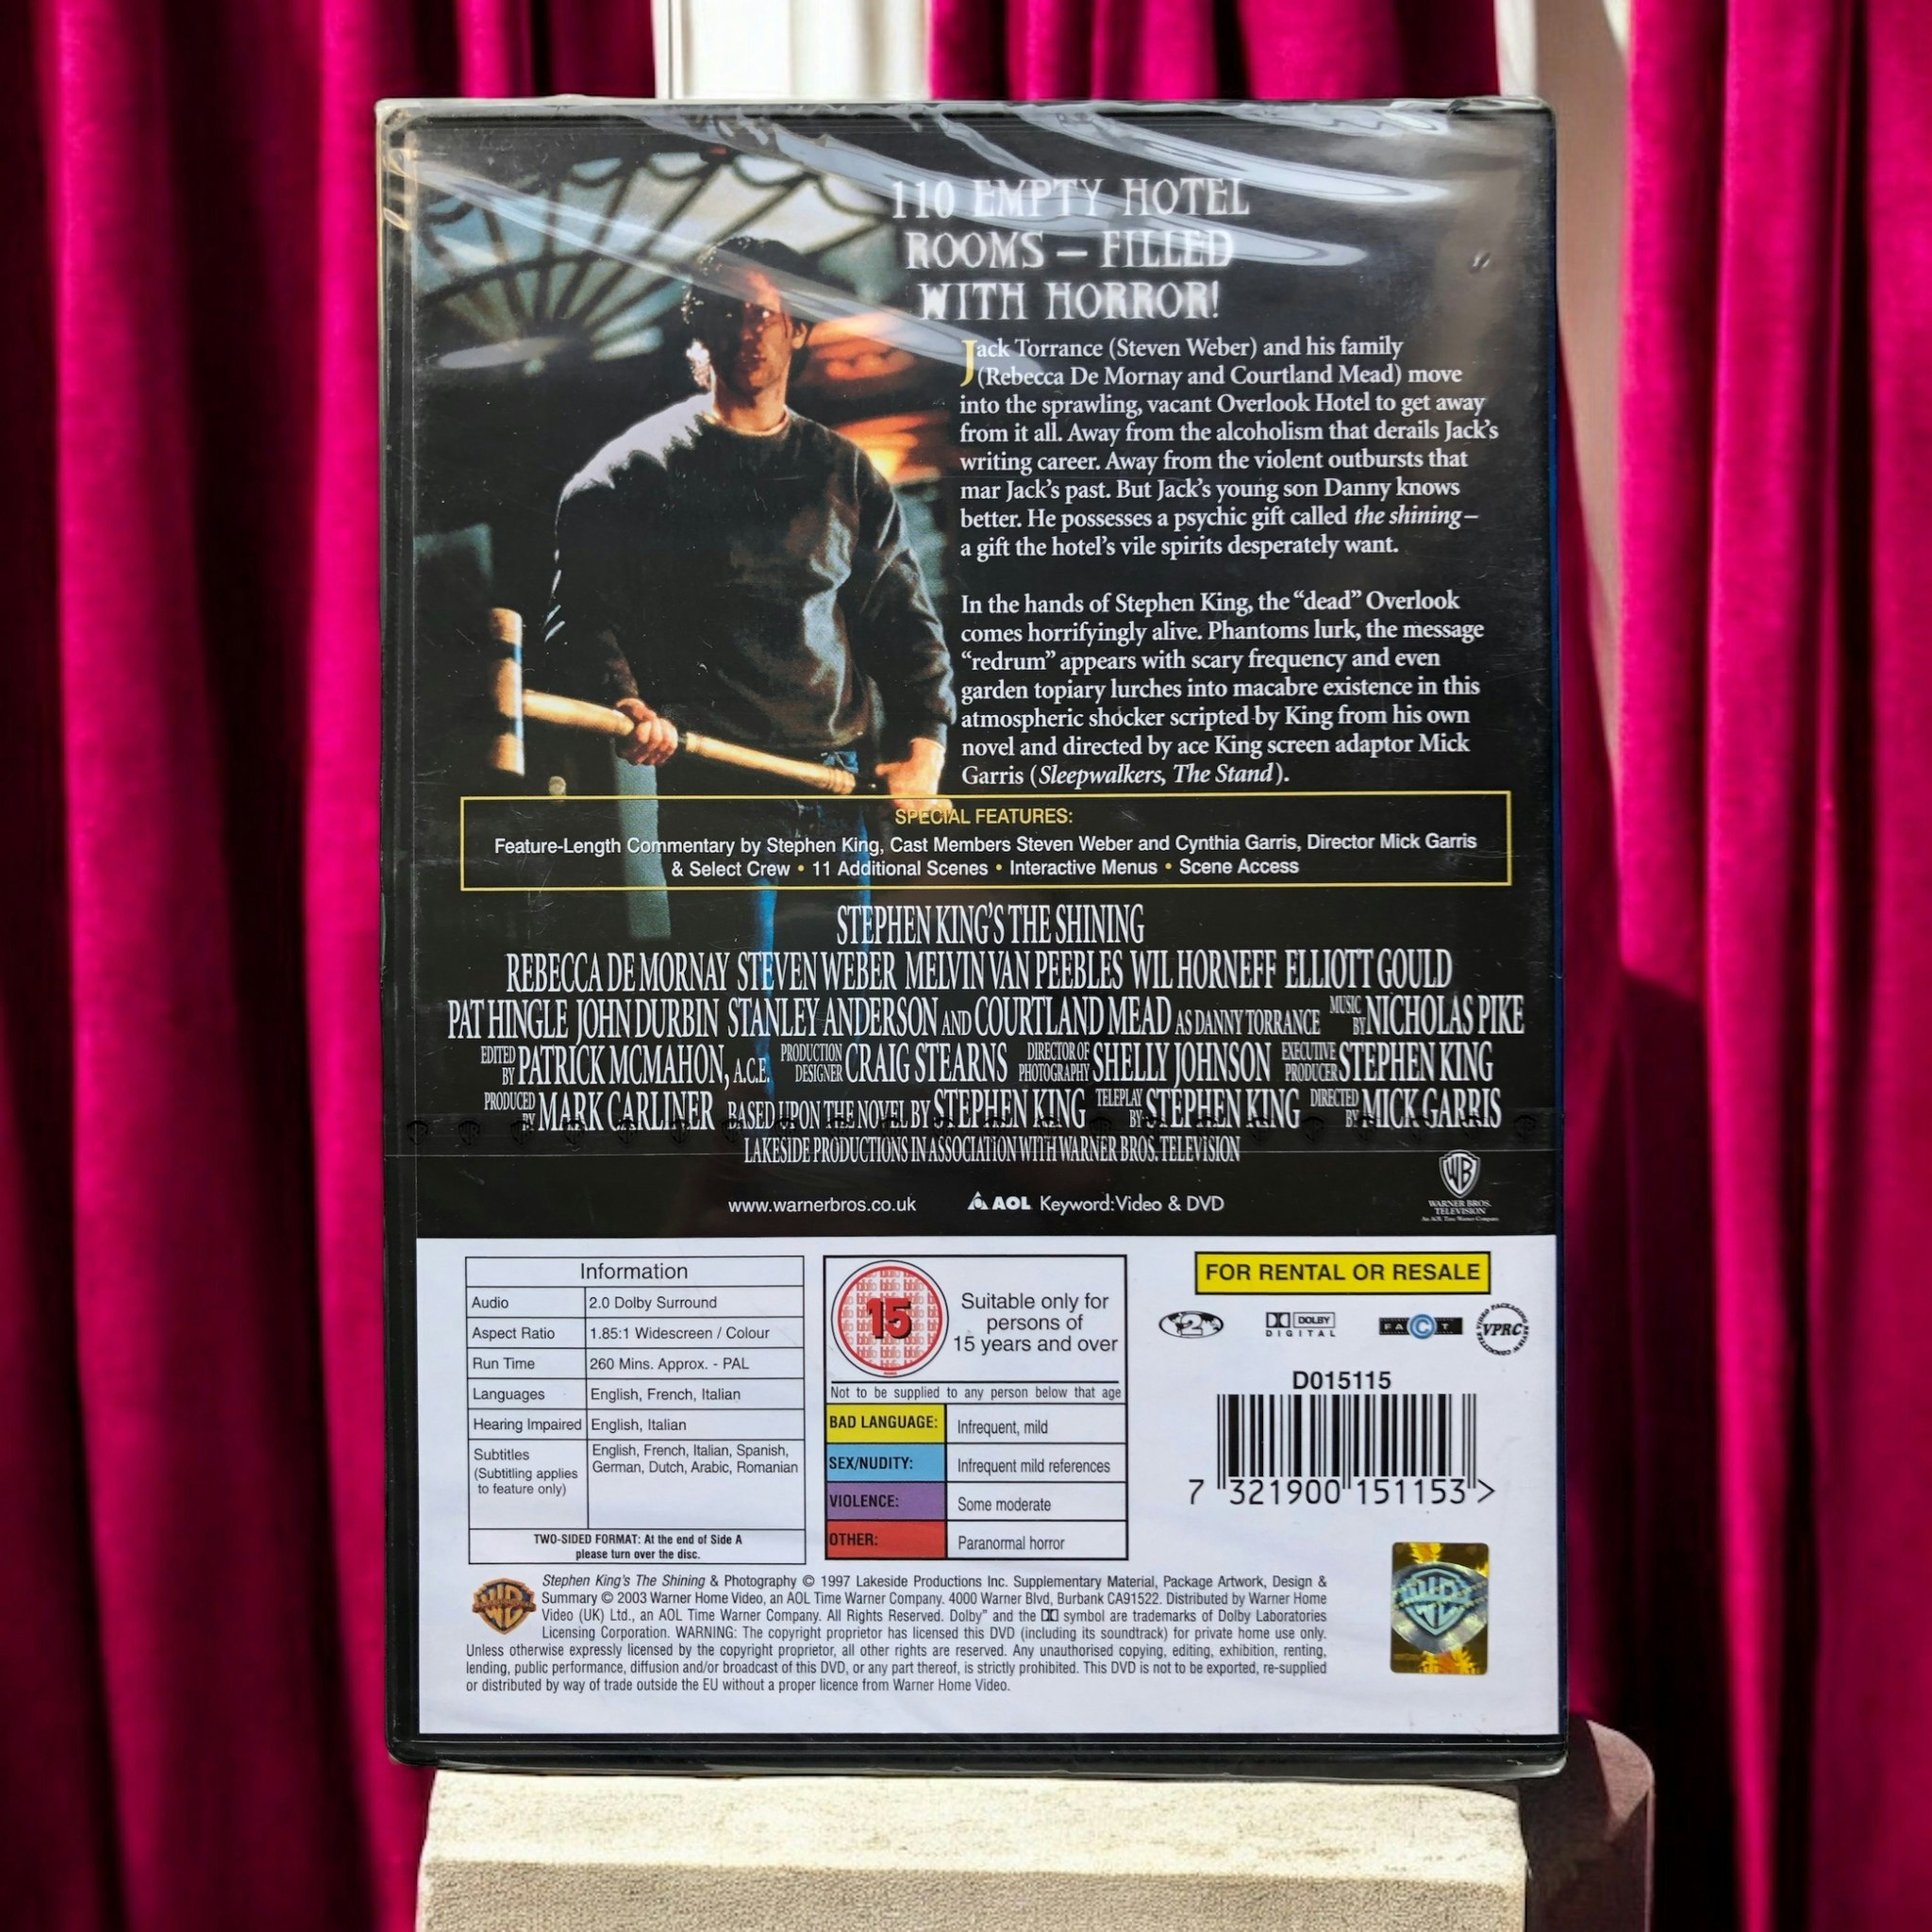 110 EMPTY HOTEL
ROOMS – FILLED
WITH HORROR!
Jack Torrance (Steven Weber) and his family
(Rebecca De Mornay and Courtland Mead) move
into the sprawling, vacant Overlook Hotel to get away
from it all. Away from the alcoholism that derails Jack's
writing career. Away from the violent outbursts that
mar Jack's past. But Jack's young son Danny knows
better. He possesses a psychic gift called the shining –
a gift the hotel's vile spirits desperately want.
In the hands of Stephen King, the “dead” Overlook
comes horrifyingly alive. Phantoms lurk, the message
“redrum” appears with scary frequency and even
garden topiary lurches into macabre existence in this
atmospheric shocker scripted by King from his own
novel and directed by ace King screen adaptor Mick
Garris (Sleepwalkers, The Stand).
SPECIAL FEATURES:
Feature-Length Commentary by Stephen King, Cast Members Steven Weber and Cynthia Garris, Director Mick Garris
& Select Crew • 11 Additional Scenes • Interactive Menus • Scene Access
STEPHEN KING'S THE SHINING
REBECCA DE MORNAY STEVEN WEBER MELVIN VAN PEEBLES WIL HORNEFF ELLIOTT GOULD
PAT HINGLE JOHN DURBIN STANLEY ANDERSON AND COURTLAND MEAD AS DANNY TORRANCE MUSIC BY NICHOLAS PIKE
EDITED BY PATRICK MCMAHON, A.C.E. PRODUCTION DESIGNER CRAIG STEARNS DIRECTOR OF PHOTOGRAPHY SHELLY JOHNSON EXECUTIVE PRODUCER STEPHEN KING
PRODUCED BY MARK CARLINER BASED UPON THE NOVEL BY STEPHEN KING TELEPLAY BY STEPHEN KING DIRECTED BY MICK GARRIS
LAKESIDE PRODUCTIONS IN ASSOCIATION WITH WARNER BROS. TELEVISION
www.warnerbros.co.uk AOL Keyword: Video & DVD
WARNER BROS.
TELEVISION
An AOL Time Warner Company
Information
Audio 2.0 Dolby Surround
Aspect Ratio 1.85:1 Widescreen / Colour
Run Time 260 Mins. Approx. - PAL
Languages English, French, Italian
Hearing Impaired English, Italian
Subtitles English, French, Italian, Spanish,
German, Dutch, Arabic, Romanian
(Subtitling applies
to feature only)
TWO-SIDED FORMAT: At the end of Side A
please turn over the disc.
15
Suitable only for
persons of
15 years and over
Not to be supplied to any person below that age
BAD LANGUAGE: Infrequent, mild
SEX/NUDITY: Infrequent mild references
VIOLENCE: Some moderate
OTHER: Paranormal horror
FOR RENTAL OR RESALE
2
DOLBY
DIGITAL
FACT
VIDEO PACKAGING REVIEW COMMITTEE
VPRC
D015115
7 321900 151153 >
Stephen King's The Shining & Photography © 1997 Lakeside Productions Inc. Supplementary Material, Package Artwork, Design &
Summary © 2003 Warner Home Video, an AOL Time Warner Company. 4000 Warner Blvd, Burbank CA91522. Distributed by Warner Home
Video (UK) Ltd., an AOL Time Warner Company. All Rights Reserved. Dolby" and the DD symbol are trademarks of Dolby Laboratories
Licensing Corporation. WARNING: The copyright proprietor has licensed this DVD (including its soundtrack) for private home use only.
Unless otherwise expressly licensed by the copyright proprietor, all other rights are reserved. Any unauthorised copying, editing, exhibition, renting,
lending, public performance, diffusion and/or broadcast of this DVD, or any part thereof, is strictly prohibited. This DVD is not to be exported, re-supplied
or distributed by way of trade outside the EU without a proper licence from Warner Home Video.